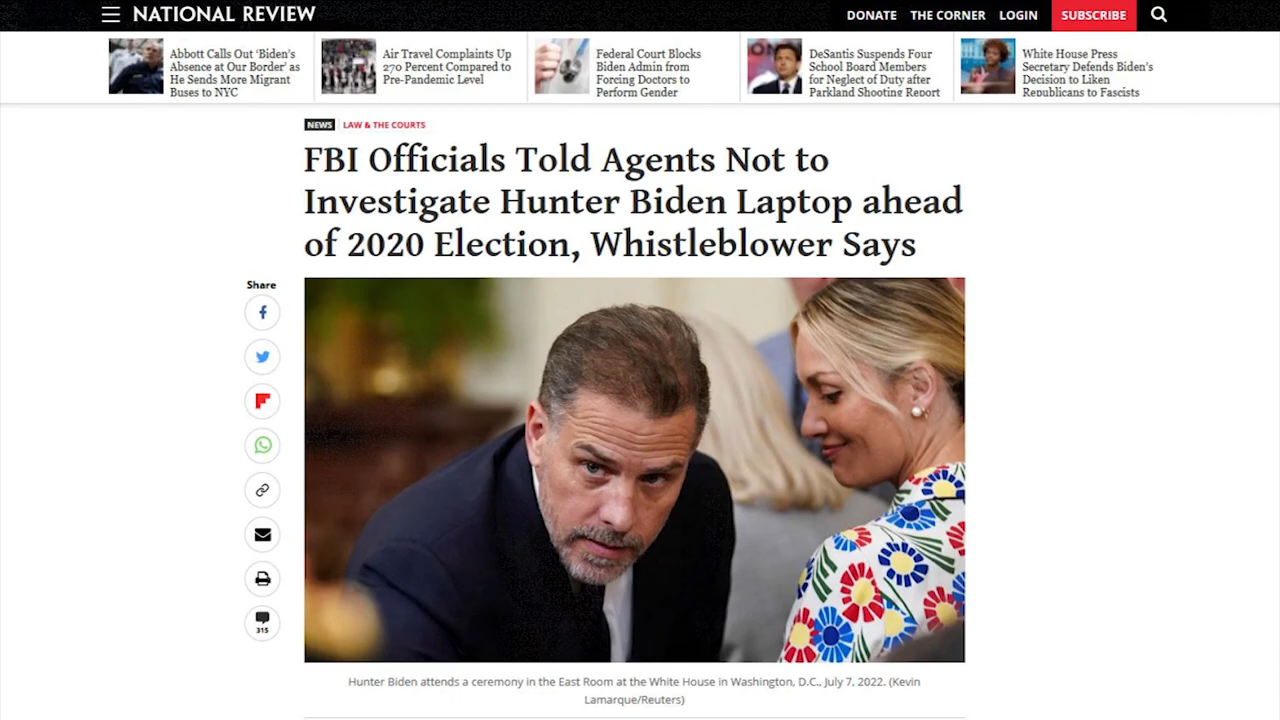 NATIONAL REVIEW
DONATE THE CORNER LOGIN SUBSCRIBE
Abbott Calls Out ‘Biden’s
Absence at Our Border’ as
He Sends More Migrant
Buses to NYC
Air Travel Complaints Up
270 Percent Compared to
Pre-Pandemic Level
Federal Court Blocks
Biden Admin from
Forcing Doctors to
Perform Gender
DeSantis Suspends Four
School Board Members
for Neglect of Duty after
Parkland Shooting Report
White House Press
Secretary Defends Biden’s
Decision to Liken
Republicans to Fascists
NEWS LAW & THE COURTS
FBI Officials Told Agents Not to
Investigate Hunter Biden Laptop ahead
of 2020 Election, Whistleblower Says
Share
315
Hunter Biden attends a ceremony in the East Room at the White House in Washington, D.C., July 7, 2022. (Kevin
Lamarque/Reuters)